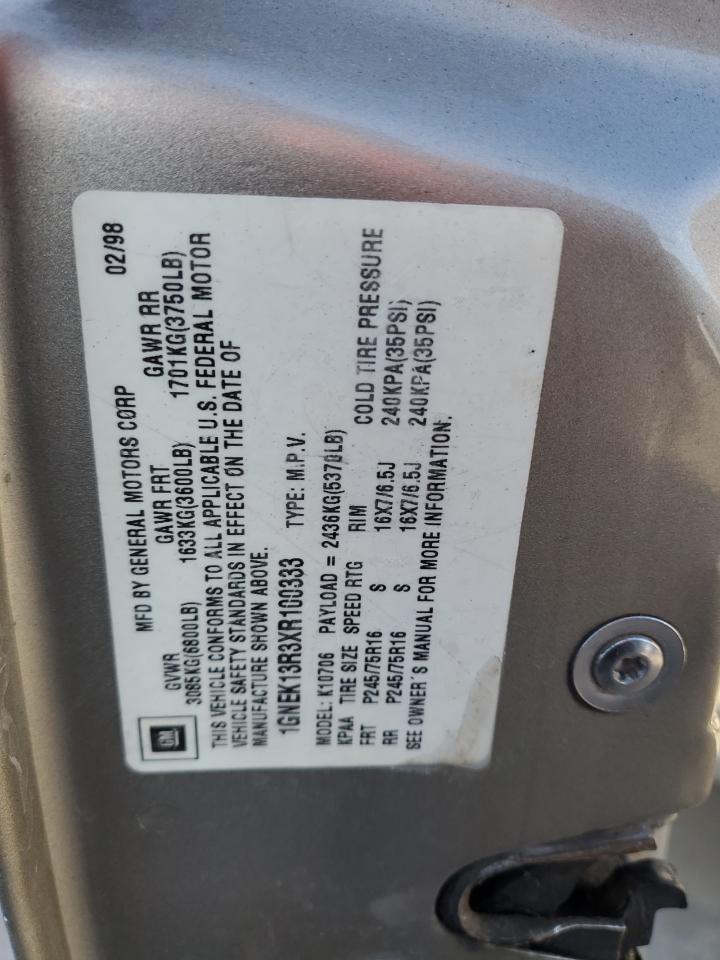 MFD BY GENERAL MOTORS CORP 02/98
GVWR GAWR FRT GAWR RR
3085KG(6800LB) 1633KG(3600LB) 1701KG(3750LB)
THIS VEHICLE CONFORMS TO ALL APPLICABLE U.S. FEDERAL MOTOR
VEHICLE SAFETY STANDARDS IN EFFECT ON THE DATE OF
MANUFACTURE SHOWN ABOVE.
1GNEK13R3XR100333 TYPE: M.P.V.
MODEL: K10706 PAYLOAD = 2436KG(5370LB)
KPAA TIRE SIZE SPEED RTG RIM COLD TIRE PRESSURE
FRT P245/75R16 S 16X7/6.5J 240KPA(35PSI)
RR P245/75R16 S 16X7/6.5J 240KPA(35PSI)
SEE OWNER'S MANUAL FOR MORE INFORMATION.
GM